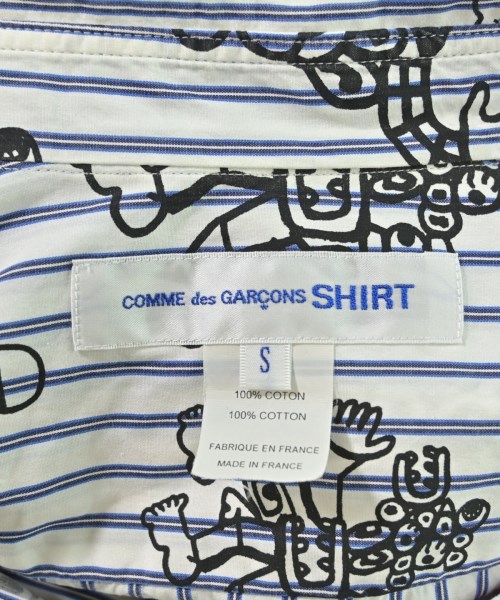 COMME des GARÇONS SHIRT
S
100% COTON
100% COTTON
FABRIQUE EN FRANCE
MADE IN FRANCE